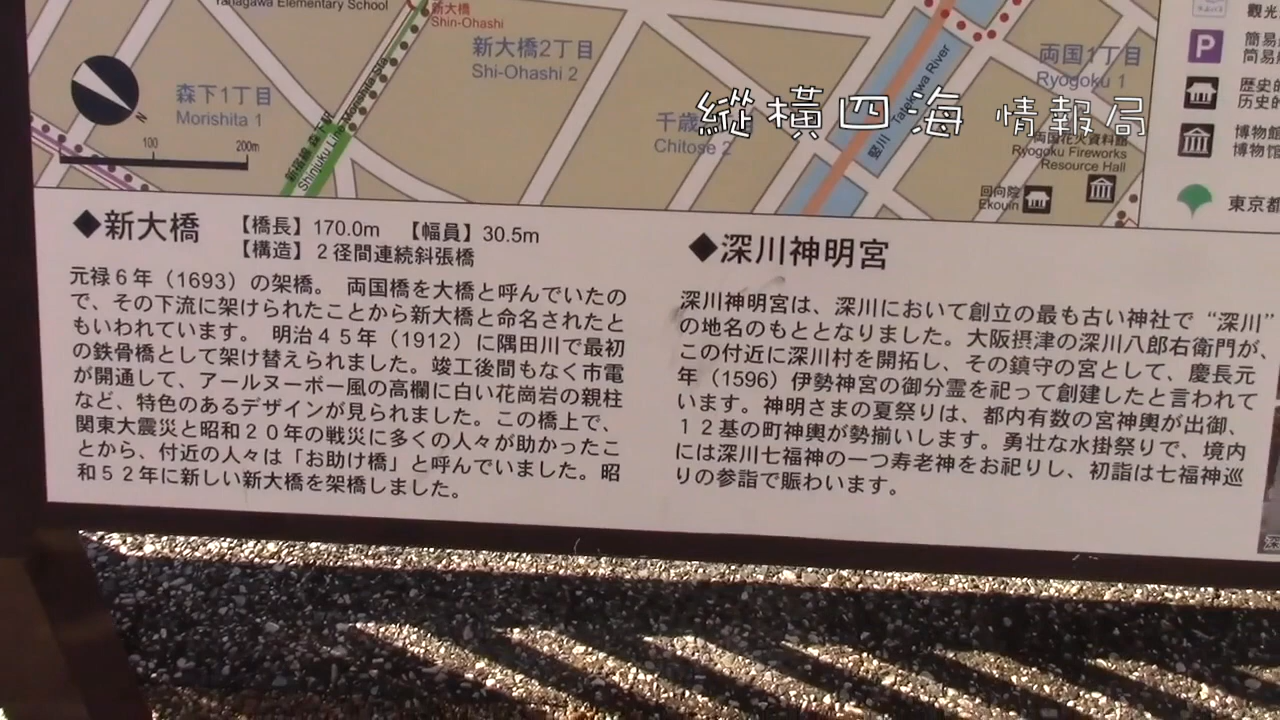 Yanagawa Elementary School
新大橋
Shin-Ohashi
新大橋2丁目
Shi-Ohashi 2
両国1丁目
Ryogoku 1
森下1丁目
Morishita 1
N
100
200m
千歳
Chitose 2
竪川 Tatekawa River
縱橫四海 情報局
両国花火資料館
Ryogoku Fireworks
Resource Hall
回向院
Ekouin
P
博物館
博物館
東京都
◆新大橋 【橋長】170.0m 【幅員】30.5m
【構造】2径間連続斜張橋
元禄6年(1693)の架橋。 両国橋を大橋と呼んでいたの
で、その下流に架けられたことから新大橋と命名されたと
もいわれています。 明治45年(1912)に隅田川で最初
の鉄骨橋として架け替えられました。竣工後間もなく市電
が開通して、アールヌーボー風の高欄に白い花崗岩の親柱
など、特色のあるデザインが見られました。この橋上で、
関東大震災と昭和20年の戦災に多くの人々が助かったこ
とから、付近の人々は「お助け橋」と呼んでいました。昭
和52年に新しい新大橋を架橋しました。
◆深川神明宮
深川神明宮は、深川において創立の最も古い神社で“深川”
の地名のもととなりました。大阪摂津の深川八郎右衛門が、
この付近に深川村を開拓し、その鎮守の宮として、慶長元
年(1596)伊勢神宮の御分霊を祀って創建したと言われて
います。神明さまの夏祭りは、都内有数の宮神輿が出御、
12基の町神輿が勢揃いします。勇壮な水掛祭りで、境内
には深川七福神の一つ寿老神をお祀りし、初詣は七福神巡
りの参詣で賑わいます。